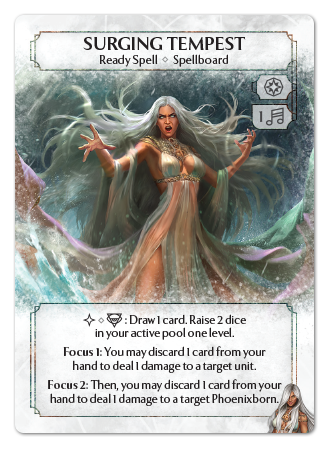 SURGING TEMPEST
Ready Spell ◇ Spellboard
1
: Draw 1 card. Raise 2 dice
in your active pool one level.
Focus 1: You may discard 1 card from your
hand to deal 1 damage to a target unit.
Focus 2: Then, you may discard 1 card from your
hand to deal 1 damage to a target Phoenixborn.